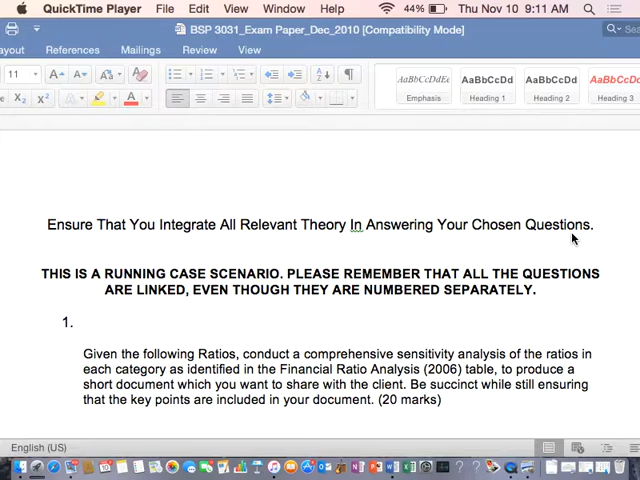 QuickTime Player File Edit View Window Help 44% Thu Nov 10 9:11 AM
BSP 3031_Exam Paper_Dec_2010 [Compatibility Mode]
ayout References Mailings Review View
11 A A Aa A
AaBbCcDdEe AaBbCcDd AaBbCcDd AaBbCcD
X₂ X² A A Emphasis Heading 1 Heading 2 Heading 3
Ensure That You Integrate All Relevant Theory In Answering Your Chosen Questions.
THIS IS A RUNNING CASE SCENARIO. PLEASE REMEMBER THAT ALL THE QUESTIONS
ARE LINKED, EVEN THOUGH THEY ARE NUMBERED SEPARATELY.
1.
Given the following Ratios, conduct a comprehensive sensitivity analysis of the ratios in
each category as identified in the Financial Ratio Analysis (2006) table, to produce a
short document which you want to share with the client. Be succinct while still ensuring
that the key points are included in your document. (20 marks)
English (US)